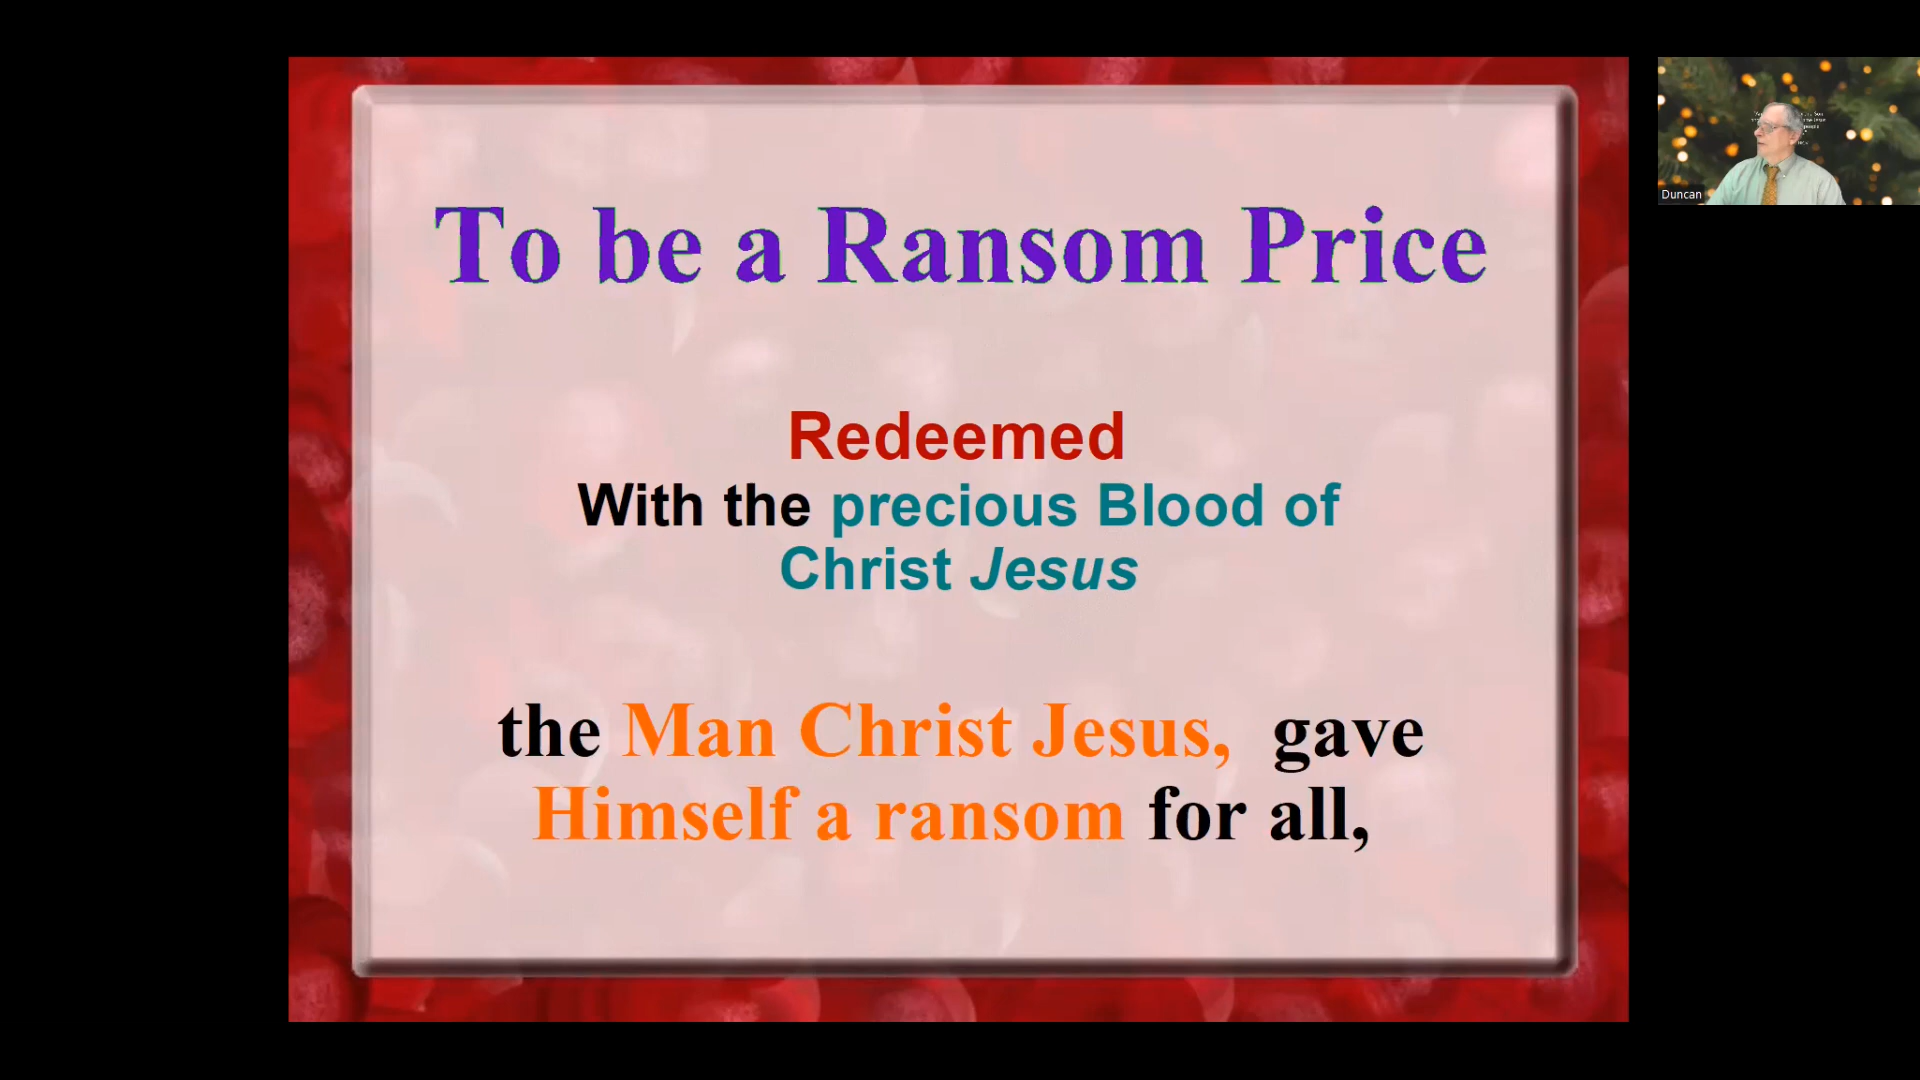 To be a Ransom Price
Redeemed
With the precious Blood of
Christ Jesus
the Man Christ Jesus, gave
Himself a ransom for all,
Duncan